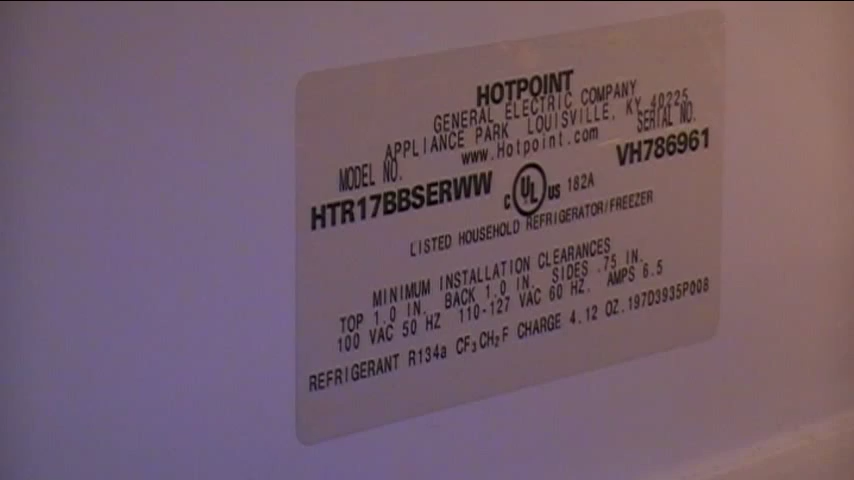 HOTPOINT
GENERAL ELECTRIC COMPANY
APPLIANCE PARK LOUISVILLE, KY 40225
MODEL NO. www.Hotpoint.com SERIAL NO.
HTR17BBSERWW C UL US 182A VH786961
LISTED HOUSEHOLD REFRIGERATOR/FREEZER
MINIMUM INSTALLATION CLEARANCES
TOP 1.0 IN. BACK 1.0 IN. SIDES .75 IN.
100 VAC 50 HZ 110-127 VAC 60 HZ. AMPS 6.5
REFRIGERANT R134a CF₃CH₂F CHARGE 4.12 OZ.197D3935P008